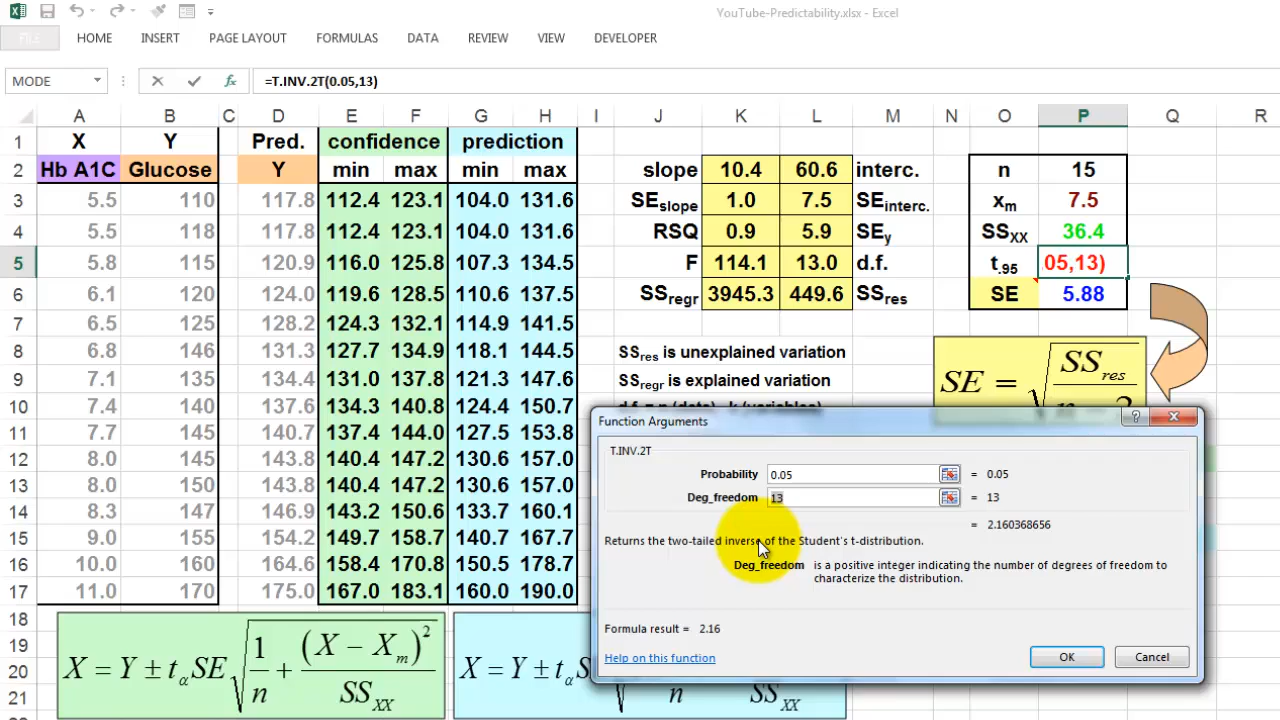 YouTube-Predictability.xlsx - Excel
FILE HOME INSERT PAGE LAYOUT FORMULAS DATA REVIEW VIEW DEVELOPER
MODE fx =T.INV.2T(0.05,13)
A B C D E F G H I J K L M N O P Q R
1 X Y Pred. confidence prediction
2 Hb A1C Glucose Y min max min max slope 10.4 60.6 interc. n 15
3 5.5 110 117.8 112.4 123.1 104.0 131.6 SEslope 1.0 7.5 SEinterc. xm 7.5
4 5.5 118 117.8 112.4 123.1 104.0 131.6 RSQ 0.9 5.9 SEy SSXX 36.4
5 5.8 115 120.9 116.0 125.8 107.3 134.5 F 114.1 13.0 d.f. t.95 05,13)
6 6.1 120 124.0 119.6 128.5 110.6 137.5 SSregr 3945.3 449.6 SSres SE 5.88
7 6.5 125 128.2 124.3 132.1 114.9 141.5
8 6.8 146 131.3 127.7 134.9 118.1 144.5 SSres is unexplained variation
9 7.1 135 134.4 131.0 137.8 121.3 147.6 SSregr is explained variation
SE = √ SSres
10 7.4 140 137.6 134.3 140.8 124.4 150.7
11 7.7 145 140.7 137.4 144.0 127.5 153.8
12 8.0 145 143.8 140.4 147.2 130.6 157.0
13 8.0 150 143.8 140.4 147.2 130.6 157.0
14 8.3 147 146.9 143.2 150.6 133.7 160.1
15 9.0 155 154.2 149.7 158.7 140.7 167.7
16 10.0 160 164.6 158.4 170.8 150.5 178.7
17 11.0 170 175.0 167.0 183.1 160.0 190.0
18
19
20
21
X = Y ± tα SE √ 1/n + (X − Xm)2 / SSXX
X = Y ± tα S
n SSXX
Function Arguments
T.INV.2T
Probability 0.05 = 0.05
Deg_freedom 13 = 13
= 2.160368656
Returns the two-tailed inverse of the Student's t-distribution.
Deg_freedom is a positive integer indicating the number of degrees of freedom to
characterize the distribution.
Formula result = 2.16
Help on this function OK Cancel